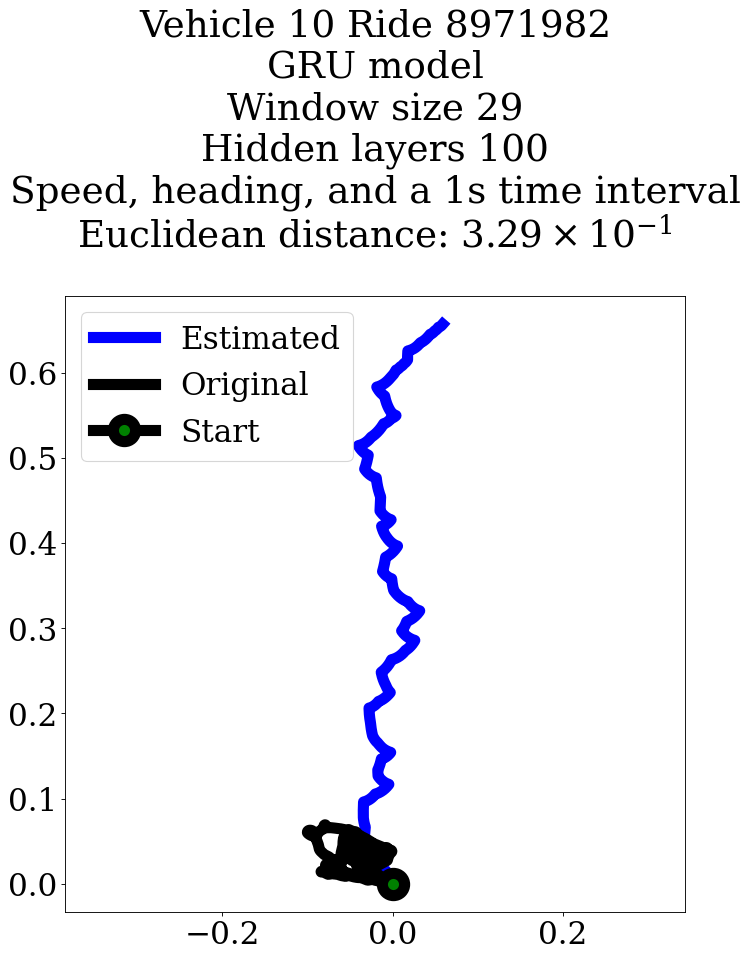 Vehicle 10 Ride 8971982
GRU model
Window size 29
Hidden layers 100
Speed, heading, and a 1s time interval
Euclidean distance: 3.29 × 10⁻¹
Estimated
Original
Start
0.6
0.5
0.4
0.3
0.2
0.1
0.0
−0.2 0.0 0.2